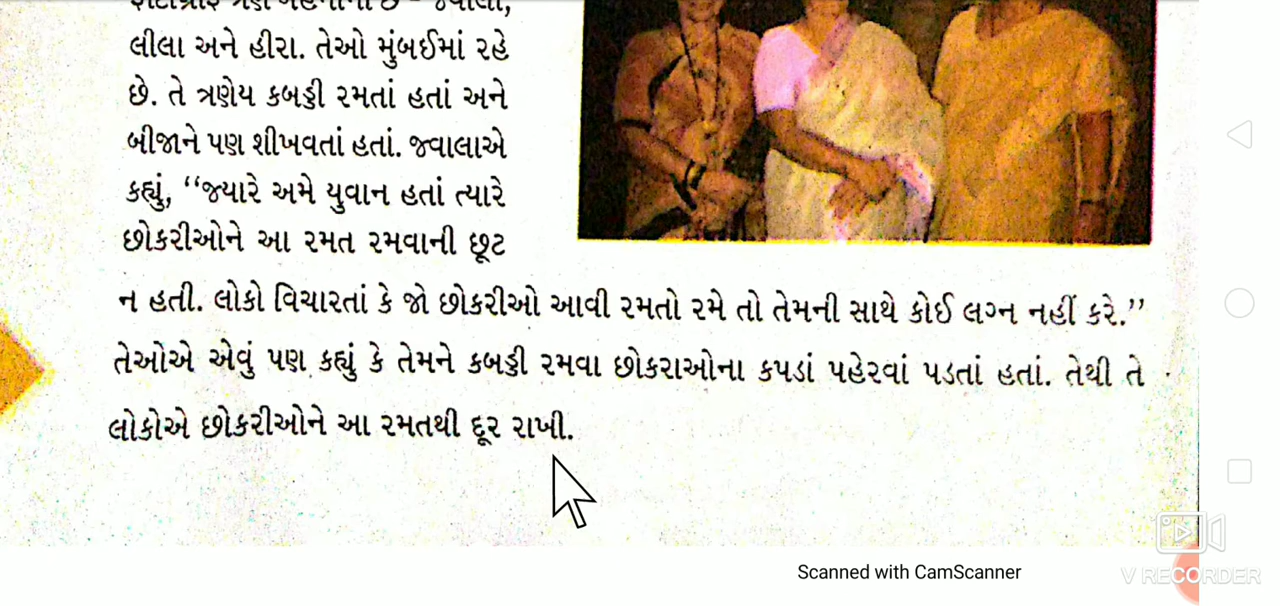 લીલા અને હીરા. તેઓ મુંબઈમાં રહે
છે. તે ત્રણેય કબડ્ડી રમતાં હતાં અને
બીજાને પણ શીખવતાં હતાં. જ્વાલાએ
કહ્યું, “જ્યારે અમે યુવાન હતાં ત્યારે
છોકરીઓને આ રમત રમવાની છૂટ
ન હતી. લોકો વિચારતાં કે જો છોકરીઓ આવી રમતો રમે તો તેમની સાથે કોઈ લગ્ન નહીં કરે.”
તેઓએ એવું પણ કહ્યું કે તેમને કબડ્ડી રમવા છોકરાઓના કપડાં પહેરવાં પડતાં હતાં. તેથી તે
લોકોએ છોકરીઓને આ રમતથી દૂર રાખી.
Scanned with CamScanner
V RECORDER